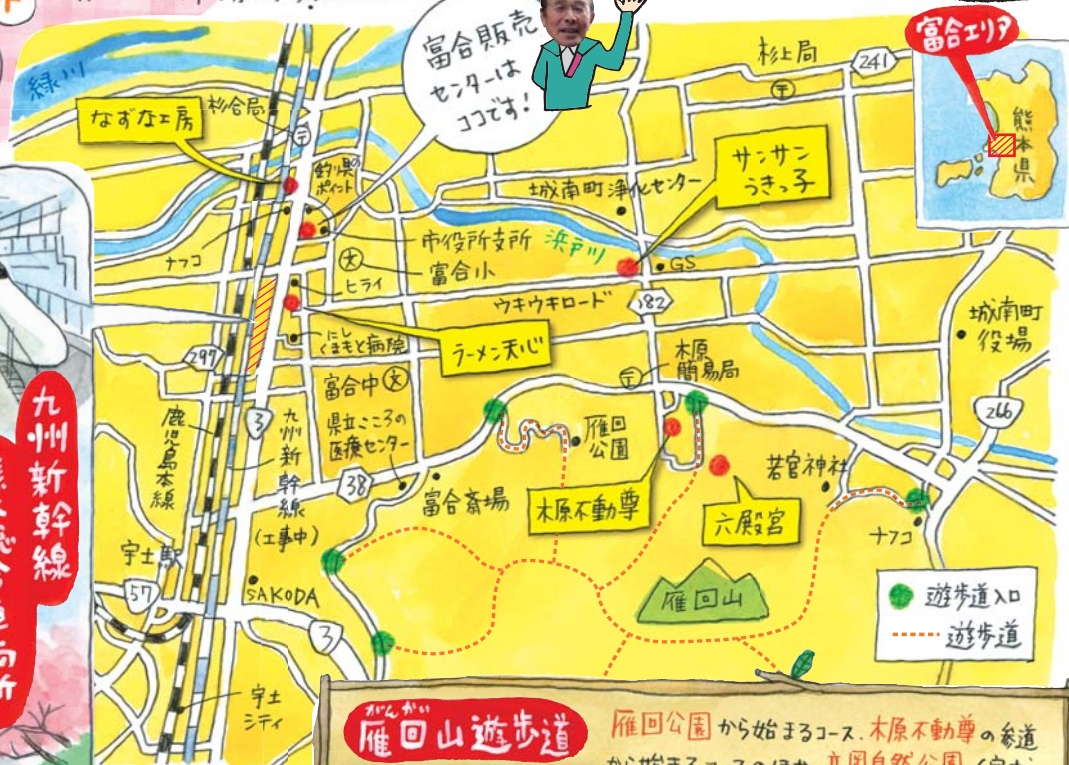 緑川
富合販売
センターは
ココです!
杉上局
241
富合エリア
熊本県
なずな工房
杉合局
釣り具の
ポイント
サンサン
うきっ子
城南町浄化センター
市役所支所
浜戸川
ナフコ
富合小
GS
ヒライ
ウキウキロード
182
にし
くまもと病院
ラーメン天心
城南町
役場
297
富合中
木原
簡易局
県立こころの
医療センター
3
266
鹿児島本線
九州新幹線
(工事中)
雁回
公園
若宮神社
38
富合斎場
木原不動尊
六殿宮
ナフコ
九州新幹線
宇土駅
雁回山
57
SAKODA
遊歩道入口
遊歩道
3
宇土
シティ
がんかい
雁回山遊歩道
雁回公園から始まるコース、木原不動尊の参道